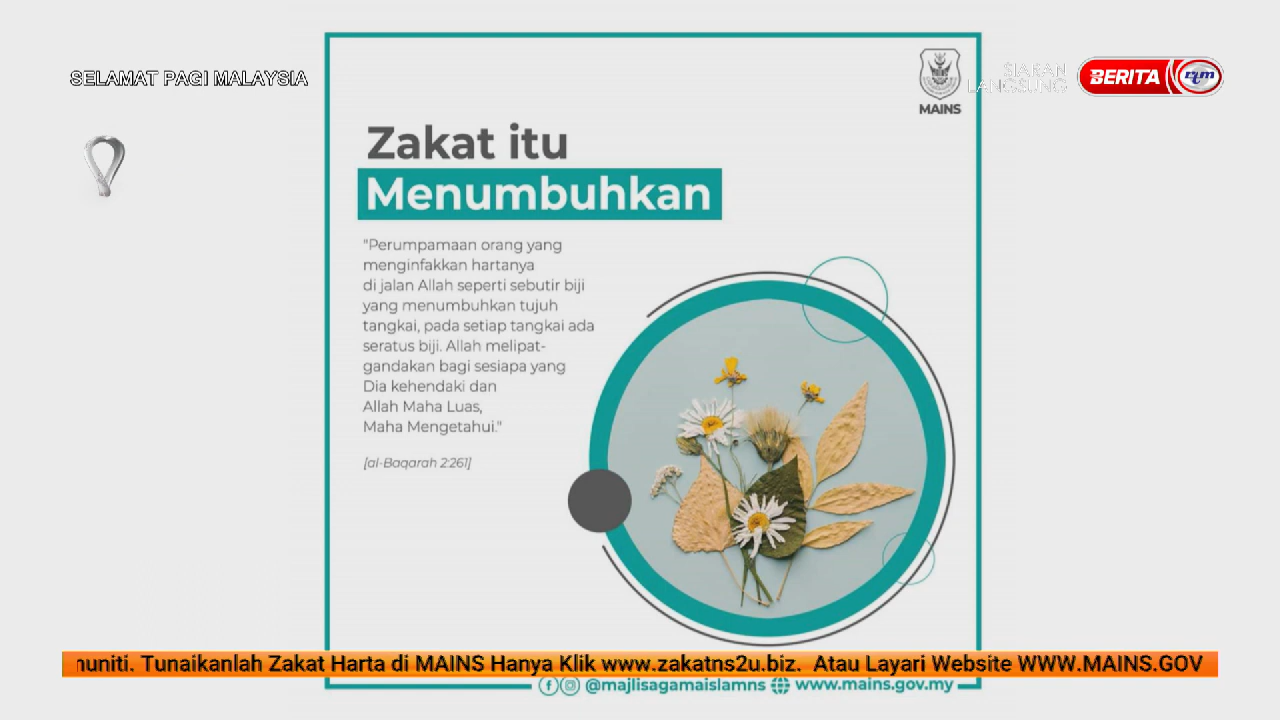 SELAMAT PAGI MALAYSIA
SIARAN
LANGSUNG
BERITA rtm
MAINS
Zakat itu
Menumbuhkan
"Perumpamaan orang yang
menginfakkan hartanya
di jalan Allah seperti sebutir biji
yang menumbuhkan tujuh
tangkai, pada setiap tangkai ada
seratus biji. Allah melipat-
gandakan bagi sesiapa yang
Dia kehendaki dan
Allah Maha Luas,
Maha Mengetahui."
[al-Baqarah 2:261]
muniti. Tunaikanlah Zakat Harta di MAINS Hanya Klik www.zakatns2u.biz. Atau Layari Website WWW.MAINS.GOV
@majlisagamaislamns www.mains.gov.my